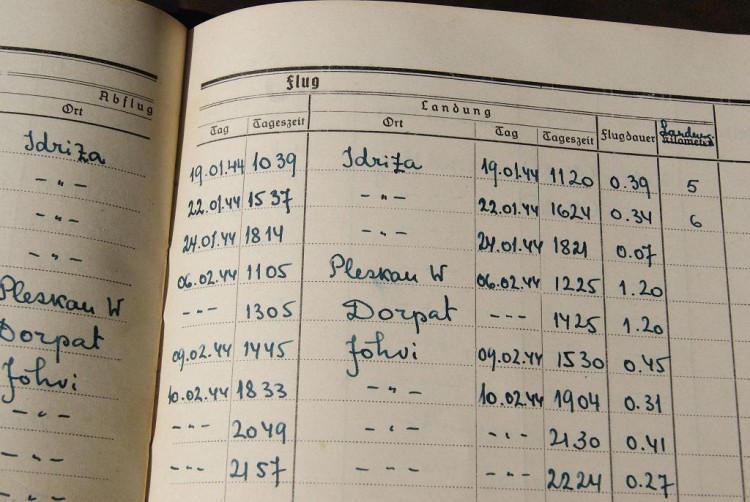 Abflug
Ort
Idriza
- " -
- " -
- " -
Pleskau W
Dorpat
Jöhvi
- " -
- " -
- " -
Flug
Landung
Tag Tageszeit Ort Tag Tageszeit Flugdauer
19.01.44 1039 Idriza 19.01.44 1120 0.39 5
22.01.44 1537 - " - 22.01.44 1624 0.34 6
24.01.44 1814 - " - 24.01.44 1821 0.07
06.02.44 1105 Pleskau W 06.02.44 1225 1.20
- - - 1305 Dorpat - - - 1425 1.20
09.02.44 1445 Jöhvi 09.02.44 1530 0.45
10.02.44 1833 - " - 10.02.44 1904 0.31
- - - 2049 - " - - " - 2130 0.41
- - - 2157 - " - - " - 2224 0.27